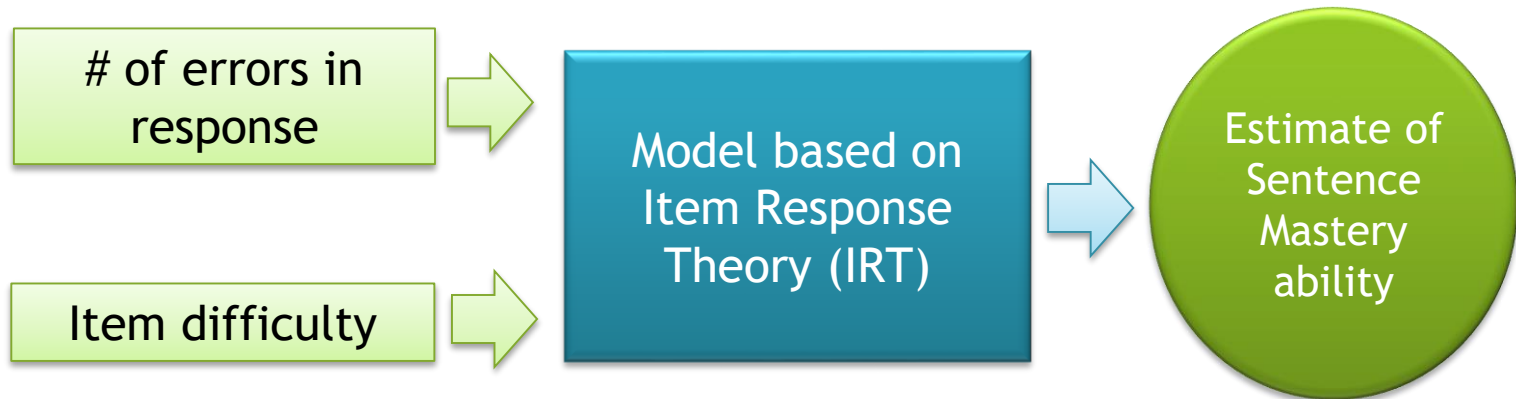 # of errors in
response
Item difficulty
Model based on
Item Response
Theory (IRT)
Estimate of
Sentence
Mastery
ability